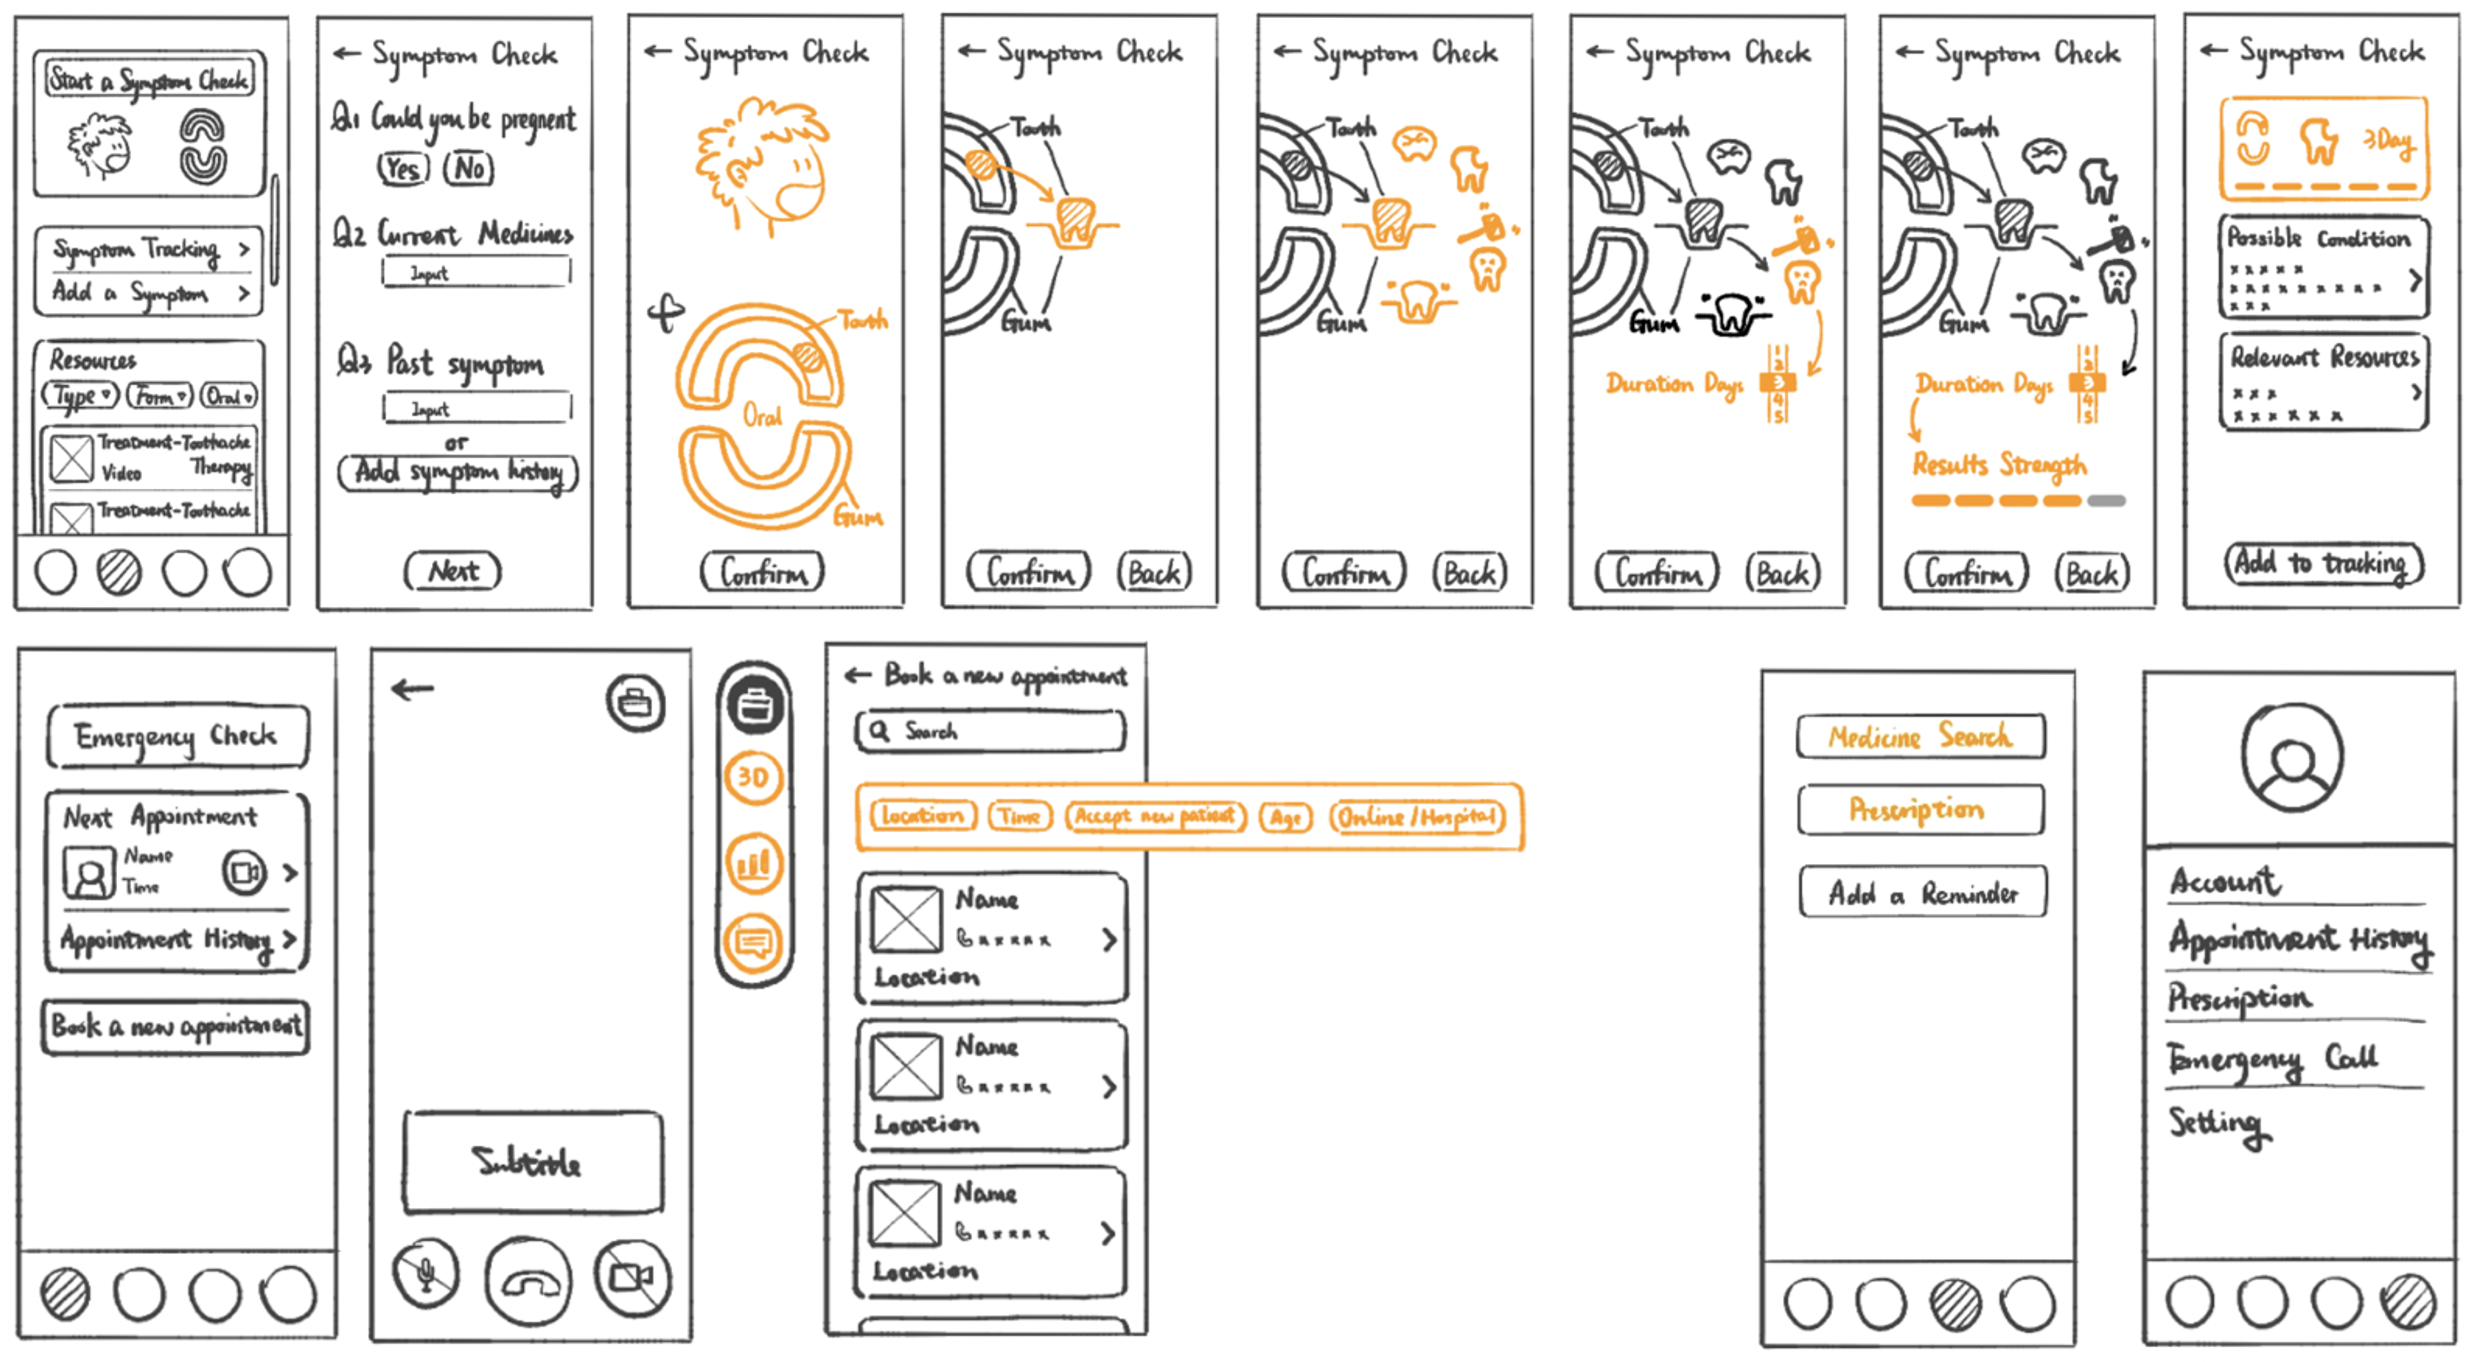 Start a Symptom Check
Symptom Tracking >
Add a Symptom >
Resources
Type
Form
Oral
Treatment-Toothache
Video Therapy
Treatment-Toothache
← Symptom Check
Q1 Could you be pregnent
Yes No
Q2 Current Medicines
Input
Q3 Past symptom
Input
or
Add symptom history
Next
← Symptom Check
Tooth
Oral
Gum
Confirm
← Symptom Check
Tooth
Gum
Confirm Back
← Symptom Check
Tooth
Gum
Confirm Back
← Symptom Check
Tooth
Gum
Duration Days
1
2
3
4
5
Confirm Back
← Symptom Check
Tooth
Gum
Duration Days
1
2
3
4
5
Results Strength
Confirm Back
← Symptom Check
3 Day
Possible Condition
x x x x x
x x x x x x x x x
x x x
Relevant Resources
x x x
x x x x x x
Add to tracking
Emergency Check
Next Appointment
Name
Time
Appointment History >
Book a new appointment
Subtitle
3D
← Book a new appointment
Search
Location
Time
Accept new patient
Age
Online/Hospital
Name
x x x x x
Location
Name
x x x x x
Location
Name
x x x x x
Location
Medicine Search
Prescription
Add a Reminder
Account
Appointment History
Prescription
Emergency Call
Setting